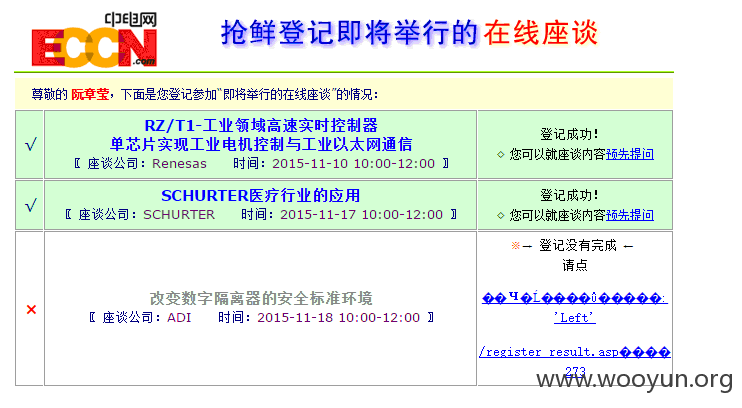 中电网
ECCN.com
抢鲜登记即将举行的在线座谈
尊敬的 阮章莹，下面是您登记参加“即将举行的在线座谈”的情况：
√
RZ/T1-工业领域高速实时控制器
单芯片实现工业电机控制与工业以太网通信
〖 座谈公司：Renesas 时间：2015-11-10 10:00-12:00 〗
登记成功！
◇ 您可以就座谈内容预先提问
√
SCHURTER医疗行业的应用
〖 座谈公司：SCHURTER 时间：2015-11-17 10:00-12:00 〗
登记成功！
◇ 您可以就座谈内容预先提问
×
改变数字隔离器的安全标准环境
〖 座谈公司：ADI 时间：2015-11-18 10:00-12:00 〗
※→ 登记没有完成 ←
请点
'Left'
/register_result.asp����
273
www.wooyun.org